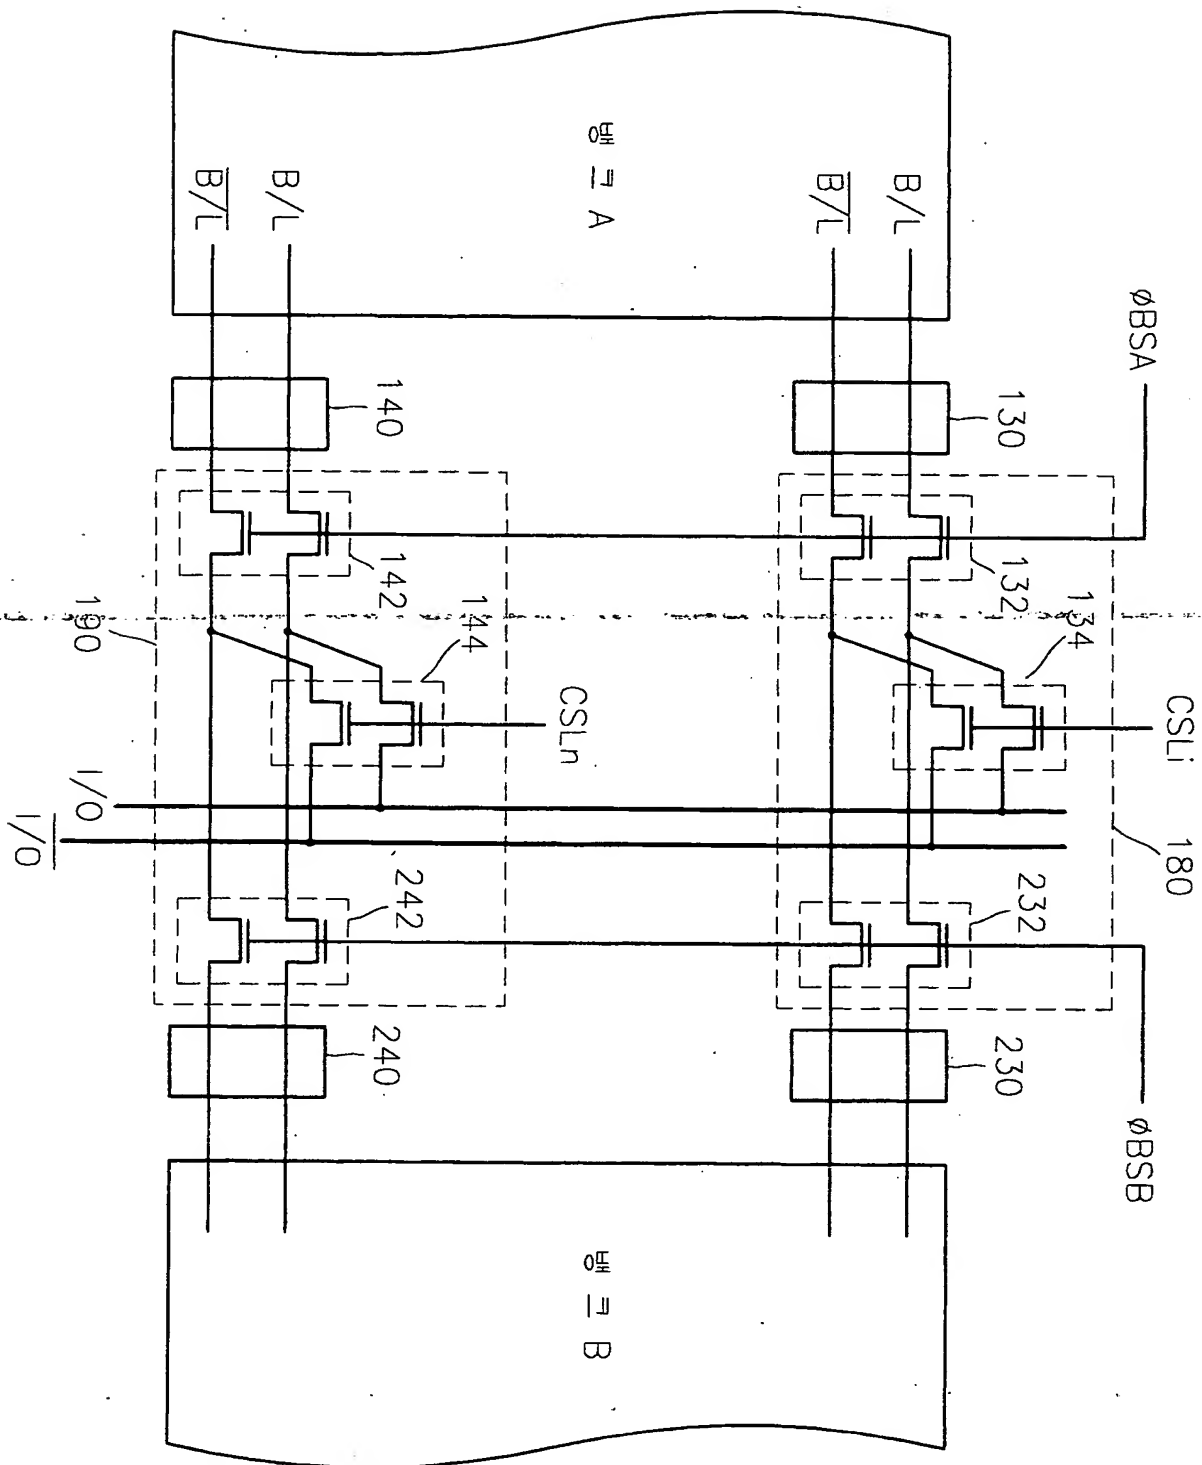 øBSA
øBSB
CSLi
180
134
130
132
232
230
B/L
B/L
뱅크 A
뱅크 B
CSLn
144
140
142
242
240
B/L
B/L
190
I/O
I/O